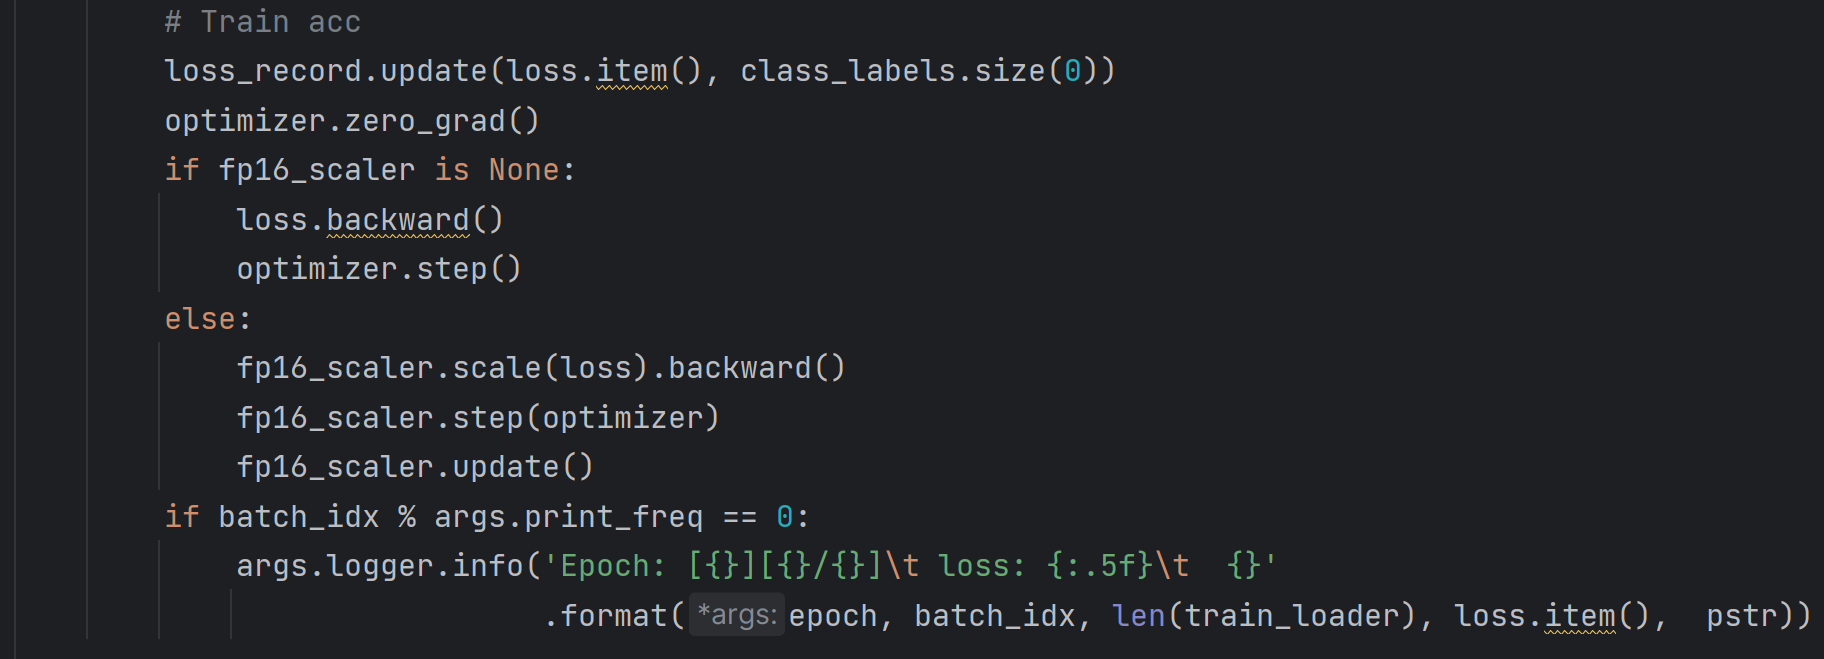 # Train acc
loss_record.update(loss.item(), class_labels.size(0))
optimizer.zero_grad()
if fp16_scaler is None:
loss.backward()
optimizer.step()
else:
fp16_scaler.scale(loss).backward()
fp16_scaler.step(optimizer)
fp16_scaler.update()
if batch_idx % args.print_freq == 0:
args.logger.info('Epoch: [{}][{}/{}]\t loss: {:.5f}\t  {}'
.format( *args: epoch, batch_idx, len(train_loader), loss.item(),  pstr))